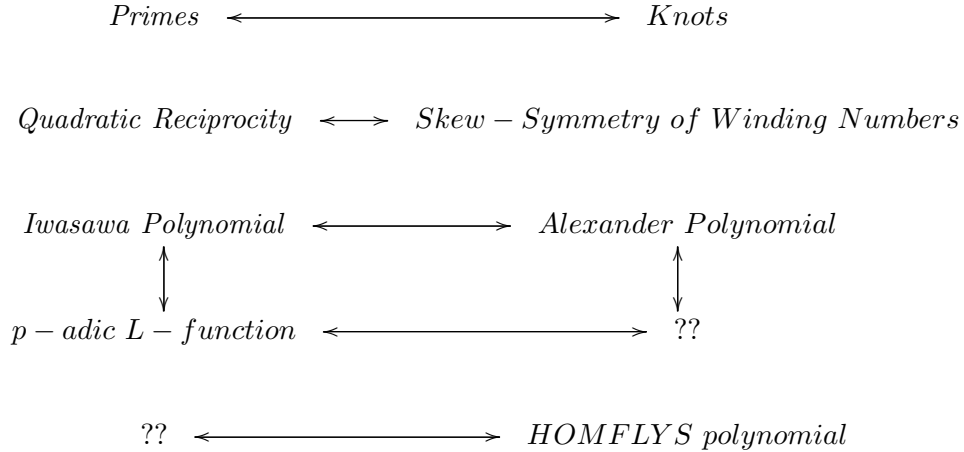 Primes Knots
Quadratic Reciprocity Skew − Symmetry of Winding Numbers
Iwasawa Polynomial Alexander Polynomial
p − adic L − function ??
?? HOMFLYS polynomial